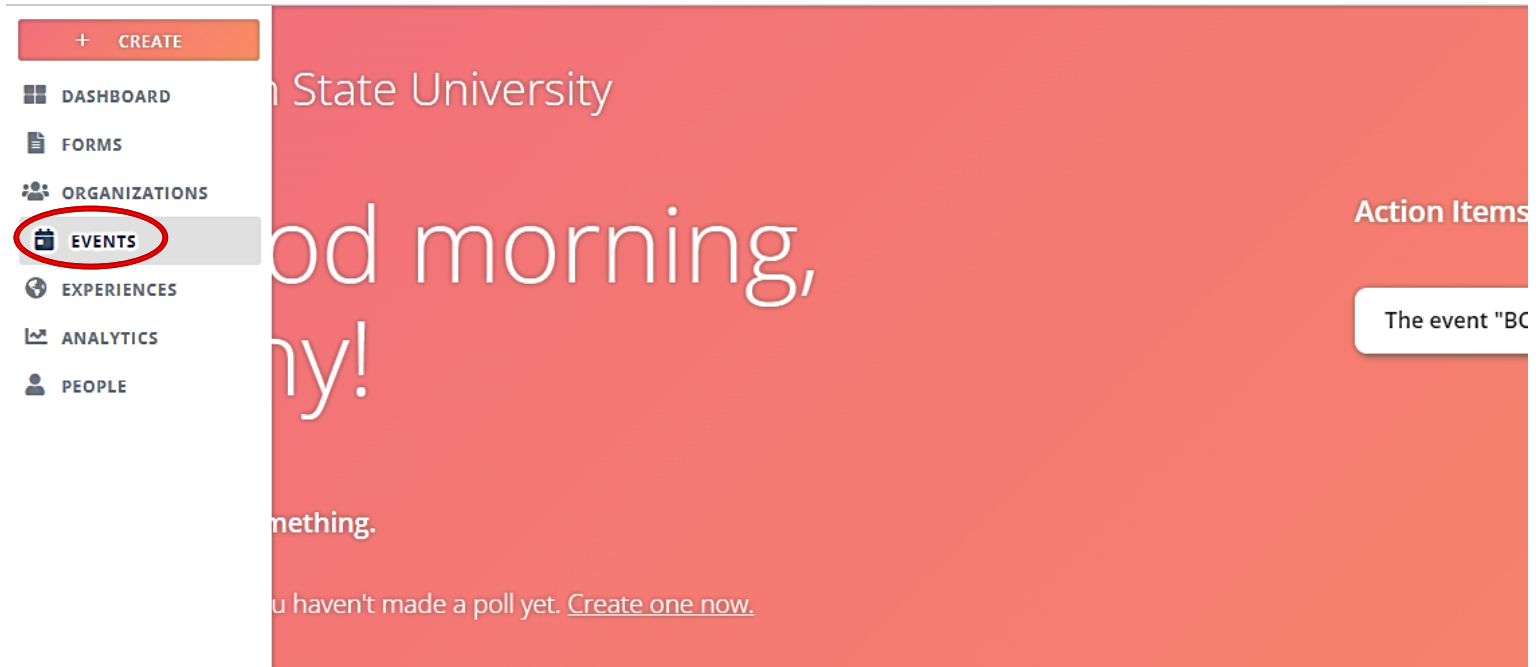 + CREATE
DASHBOARD
FORMS
ORGANIZATIONS
EVENTS
EXPERIENCES
ANALYTICS
PEOPLE
State University
od morning,
ny!
Action Items
The event "BO
mething.
u haven't made a poll yet. Create one now.